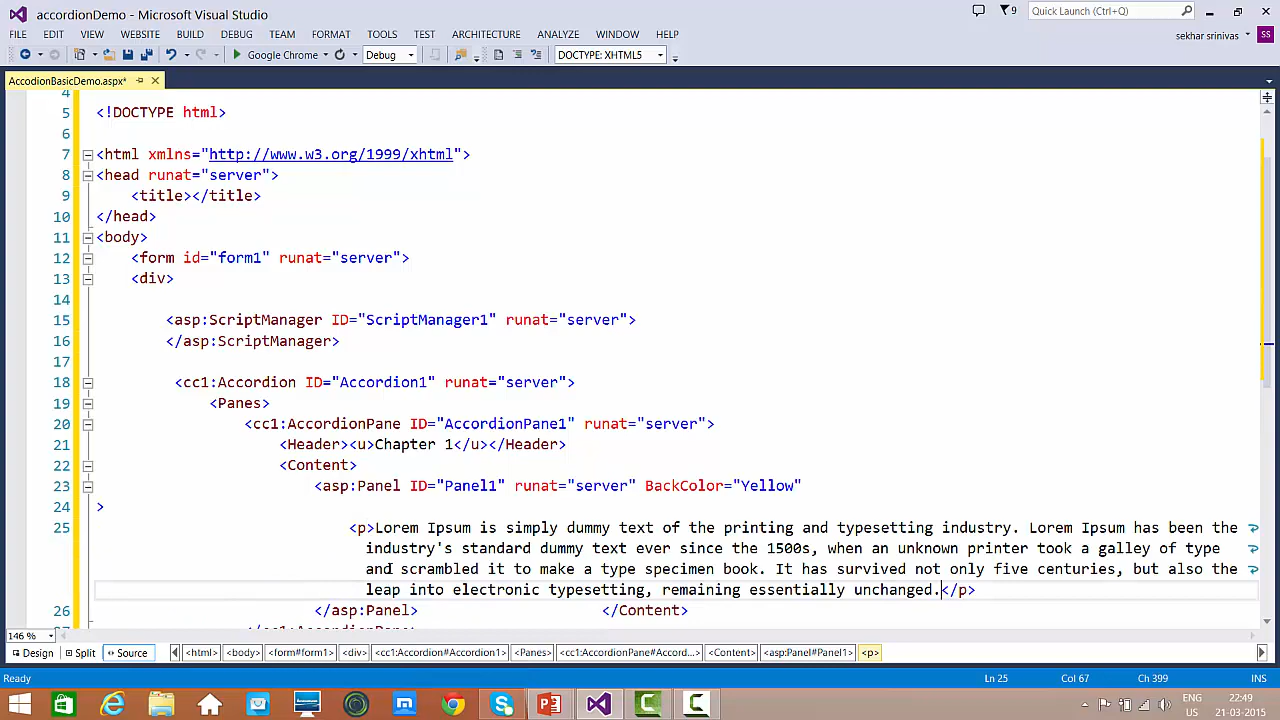 accordionDemo - Microsoft Visual Studio
9
Quick Launch (Ctrl+Q)
FILE EDIT VIEW WEBSITE BUILD DEBUG TEAM FORMAT TOOLS TEST ARCHITECTURE ANALYZE WINDOW HELP
sekhar srinivas
SS
Google Chrome
Debug
DOCTYPE: XHTML5
AccodionBasicDemo.aspx*
4
5 <!DOCTYPE html>
6
7 <html xmlns="http://www.w3.org/1999/xhtml">
8 <head runat="server">
9 <title></title>
10 </head>
11 <body>
12 <form id="form1" runat="server">
13 <div>
14
15 <asp:ScriptManager ID="ScriptManager1" runat="server">
16 </asp:ScriptManager>
17
18 <cc1:Accordion ID="Accordion1" runat="server">
19 <Panes>
20 <cc1:AccordionPane ID="AccordionPane1" runat="server">
21 <Header><u>Chapter 1</u></Header>
22 <Content>
23 <asp:Panel ID="Panel1" runat="server" BackColor="Yellow"
24 >
25 <p>Lorem Ipsum is simply dummy text of the printing and typesetting industry. Lorem Ipsum has been the
industry's standard dummy text ever since the 1500s, when an unknown printer took a galley of type
and scrambled it to make a type specimen book. It has survived not only five centuries, but also the
leap into electronic typesetting, remaining essentially unchanged.</p>
26 </asp:Panel> </Content>
27 </cc1:AccordionPane>
146 %
Design Split Source <html> <body> <form#form1> <div> <cc1:Accordion#Accordion1> <Panes> <cc1:AccordionPane#Accord...> <Content> <asp:Panel#Panel1> <p>
Ready Ln 25 Col 67 Ch 399 INS
ENG 22:49
US 21-03-2015